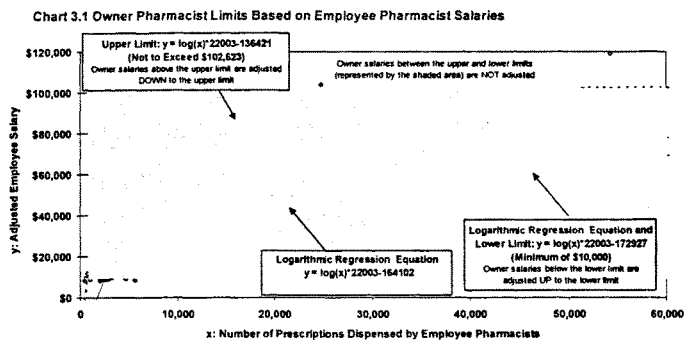 Chart 3.1 Owner Pharmacist Limits Based on Employee Pharmacist Salaries
Upper Limit: y = log(x)*22003-136421
(Not to Exceed $102,623)
Owner salaries above the upper limit are adjusted
DOWN to the upper limit
Owner salaries between the upper and lower limits
(represented by the shaded area) are NOT adjusted
y: Adjusted Employee Salary
$120,000
$100,000
$80,000
$60,000
$40,000
$20,000
$0
Logarithmic Regression Equation
y = log(x)*22003-164102
Logarithmic Regression Equation and
Lower Limit: y = log(x)*22003-172927
(Minimum of $10,000)
Owner salaries below the lower limit are
adjusted UP to the lower limit
0
10,000
20,000
30,000
40,000
50,000
60,000
x: Number of Prescriptions Dispensed by Employee Pharmacists